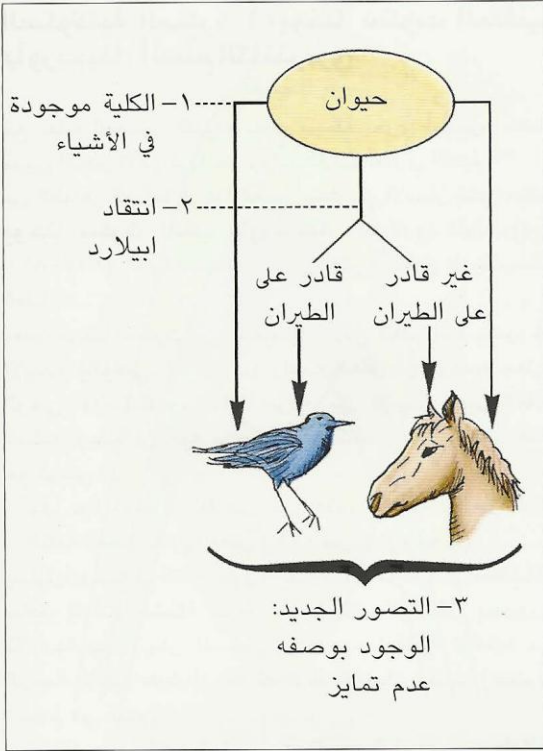 حيوان
١- الكلية موجودة
في الأشياء
٢- انتقاد
ابيلارد
غير قادر
على الطيران
قادر على
الطيران
٣- التصور الجديد:
الوجود بوصفه
عدم تمايز